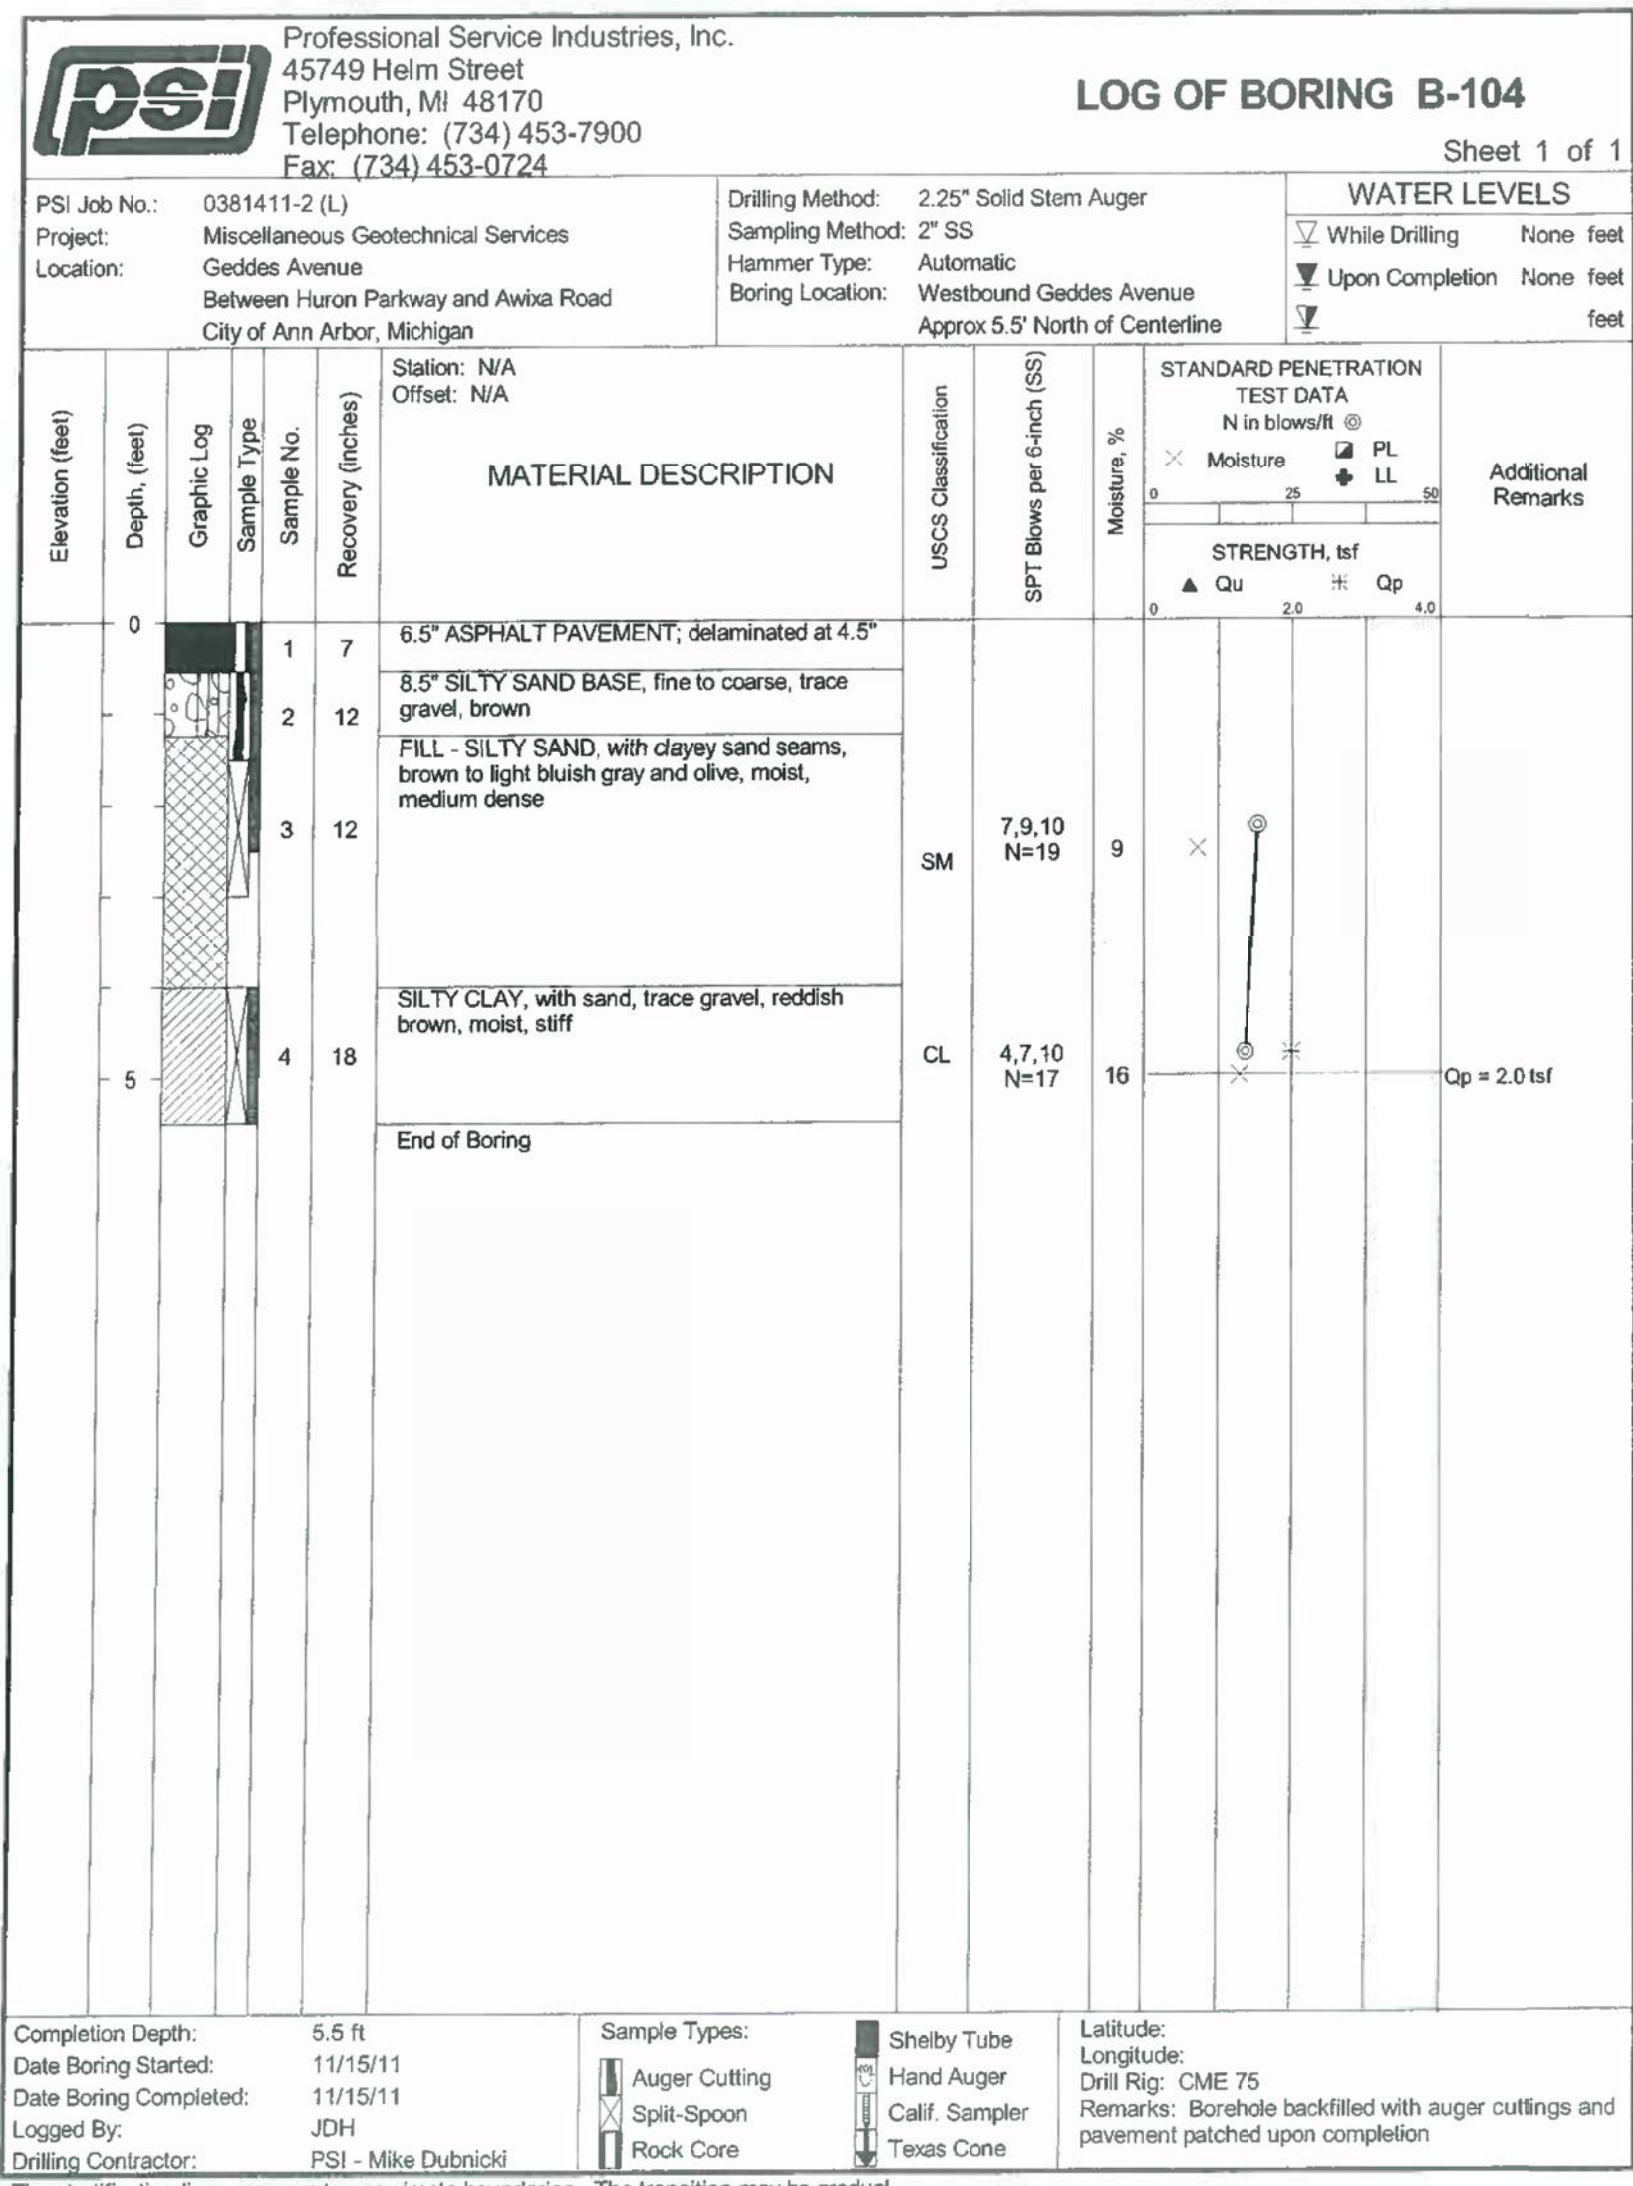 psi
Professional Service Industries, Inc.
45749 Helm Street
Plymouth, MI 48170
Telephone: (734) 453-7900
Fax: (734) 453-0724
LOG OF BORING B-104
Sheet 1 of 1
PSI Job No.: 0381411-2 (L)
Project: Miscellaneous Geotechnical Services
Location: Geddes Avenue
Between Huron Parkway and Awixa Road
City of Ann Arbor, Michigan
Drilling Method: 2.25" Solid Stem Auger
Sampling Method: 2" SS
Hammer Type: Automatic
Boring Location: Westbound Geddes Avenue
Approx 5.5' North of Centerline
WATER LEVELS
While Drilling None feet
Upon Completion None feet
feet
Elevation (feet)
Depth, (feet)
Graphic Log
Sample Type
Sample No.
Recovery (inches)
Station: N/A
Offset: N/A
MATERIAL DESCRIPTION
USCS Classification
SPT Blows per 6-inch (SS)
Moisture, %
STANDARD PENETRATION
TEST DATA
N in blows/ft
Moisture
PL
LL
0 25 50
STRENGTH, tsf
Qu Qp
0 2.0 4.0
Additional
Remarks
0
1 7 6.5" ASPHALT PAVEMENT; delaminated at 4.5"
8.5" SILTY SAND BASE, fine to coarse, trace
2 12 gravel, brown
FILL - SILTY SAND, with clayey sand seams,
brown to light bluish gray and olive, moist,
medium dense
3 12 SM 7,9,10
N=19 9
SILTY CLAY, with sand, trace gravel, reddish
brown, moist, stiff
4 18 CL 4,7,10
5 N=17 16 Qp = 2.0 tsf
End of Boring
Completion Depth: 5.5 ft
Date Boring Started: 11/15/11
Date Boring Completed: 11/15/11
Logged By: JDH
Drilling Contractor: PSI - Mike Dubnicki
Sample Types:
Auger Cutting
Split-Spoon
Rock Core
Shelby Tube
Hand Auger
Calif. Sampler
Texas Cone
Latitude:
Longitude:
Drill Rig: CME 75
Remarks: Borehole backfilled with auger cuttings and
pavement patched upon completion